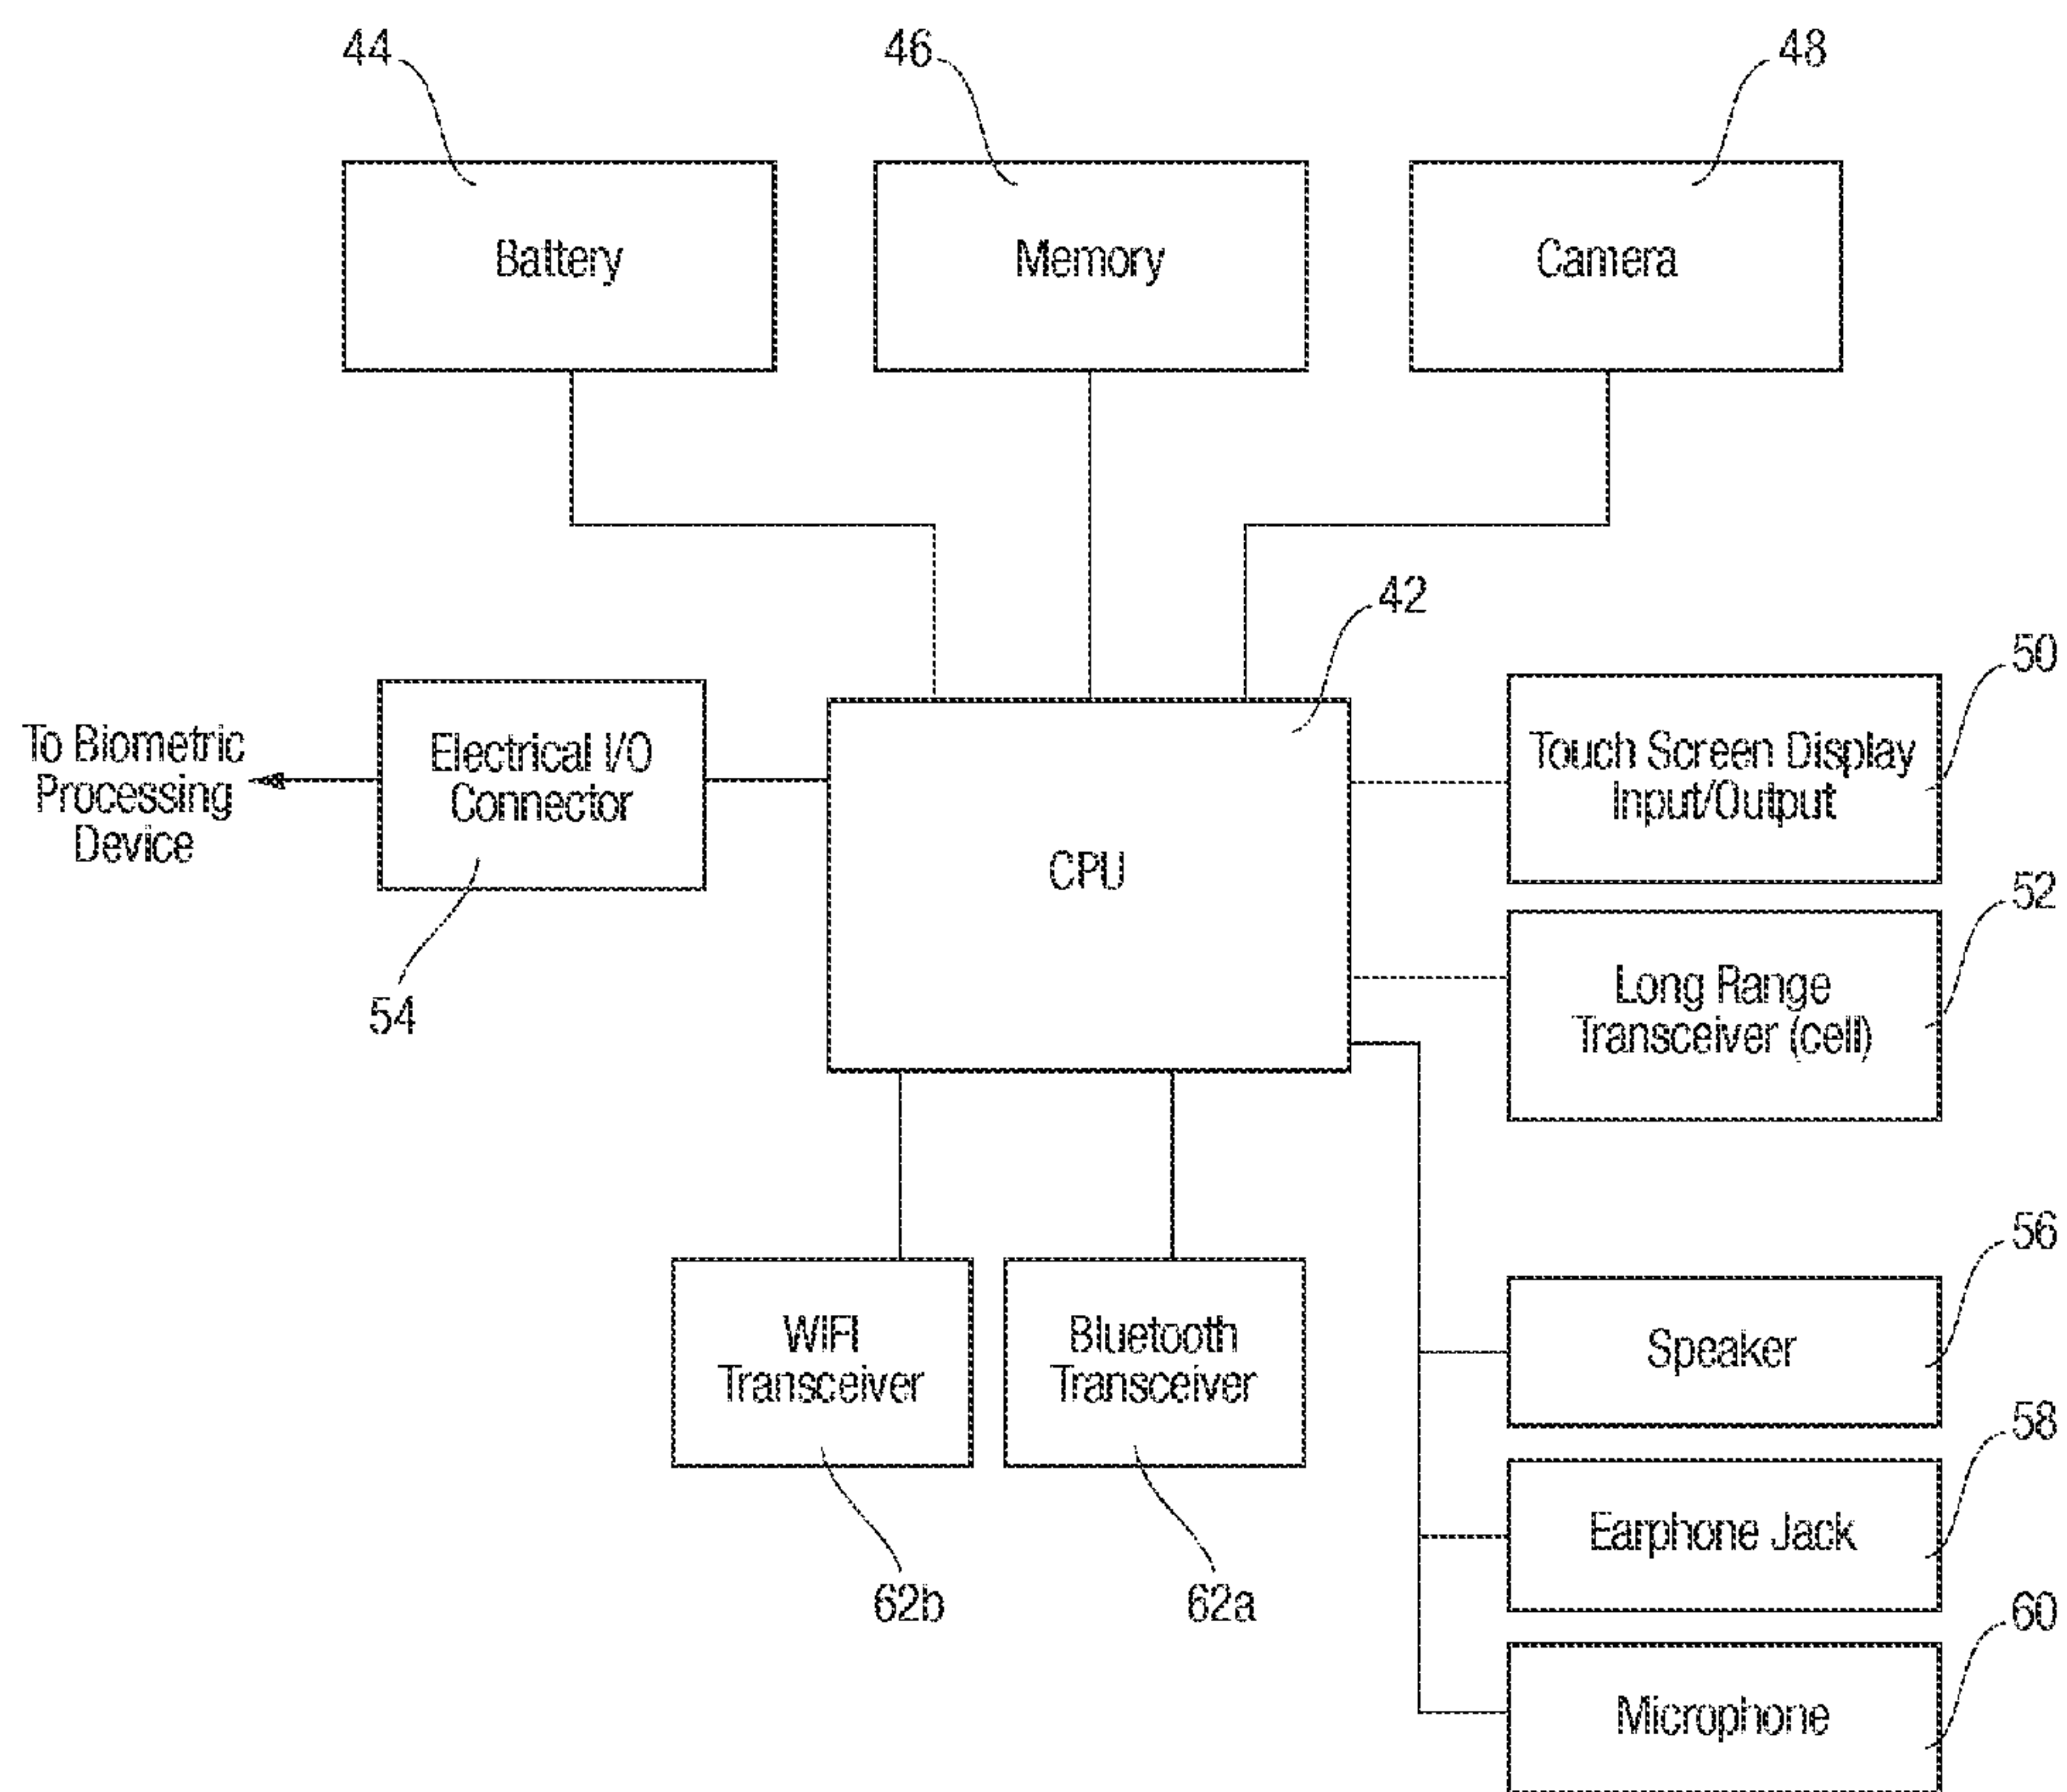 44
46
48
Battery
Memory
Camera
42
50
To Biometric
Processing
Device
Electrical I/O
Connector
54
CPU
Touch Screen Display
Input/Output
52
Long Range
Transceiver (cell)
WIFI
Transceiver
62b
Bluetooth
Transceiver
62a
56
Speaker
58
Earphone Jack
60
Microphone